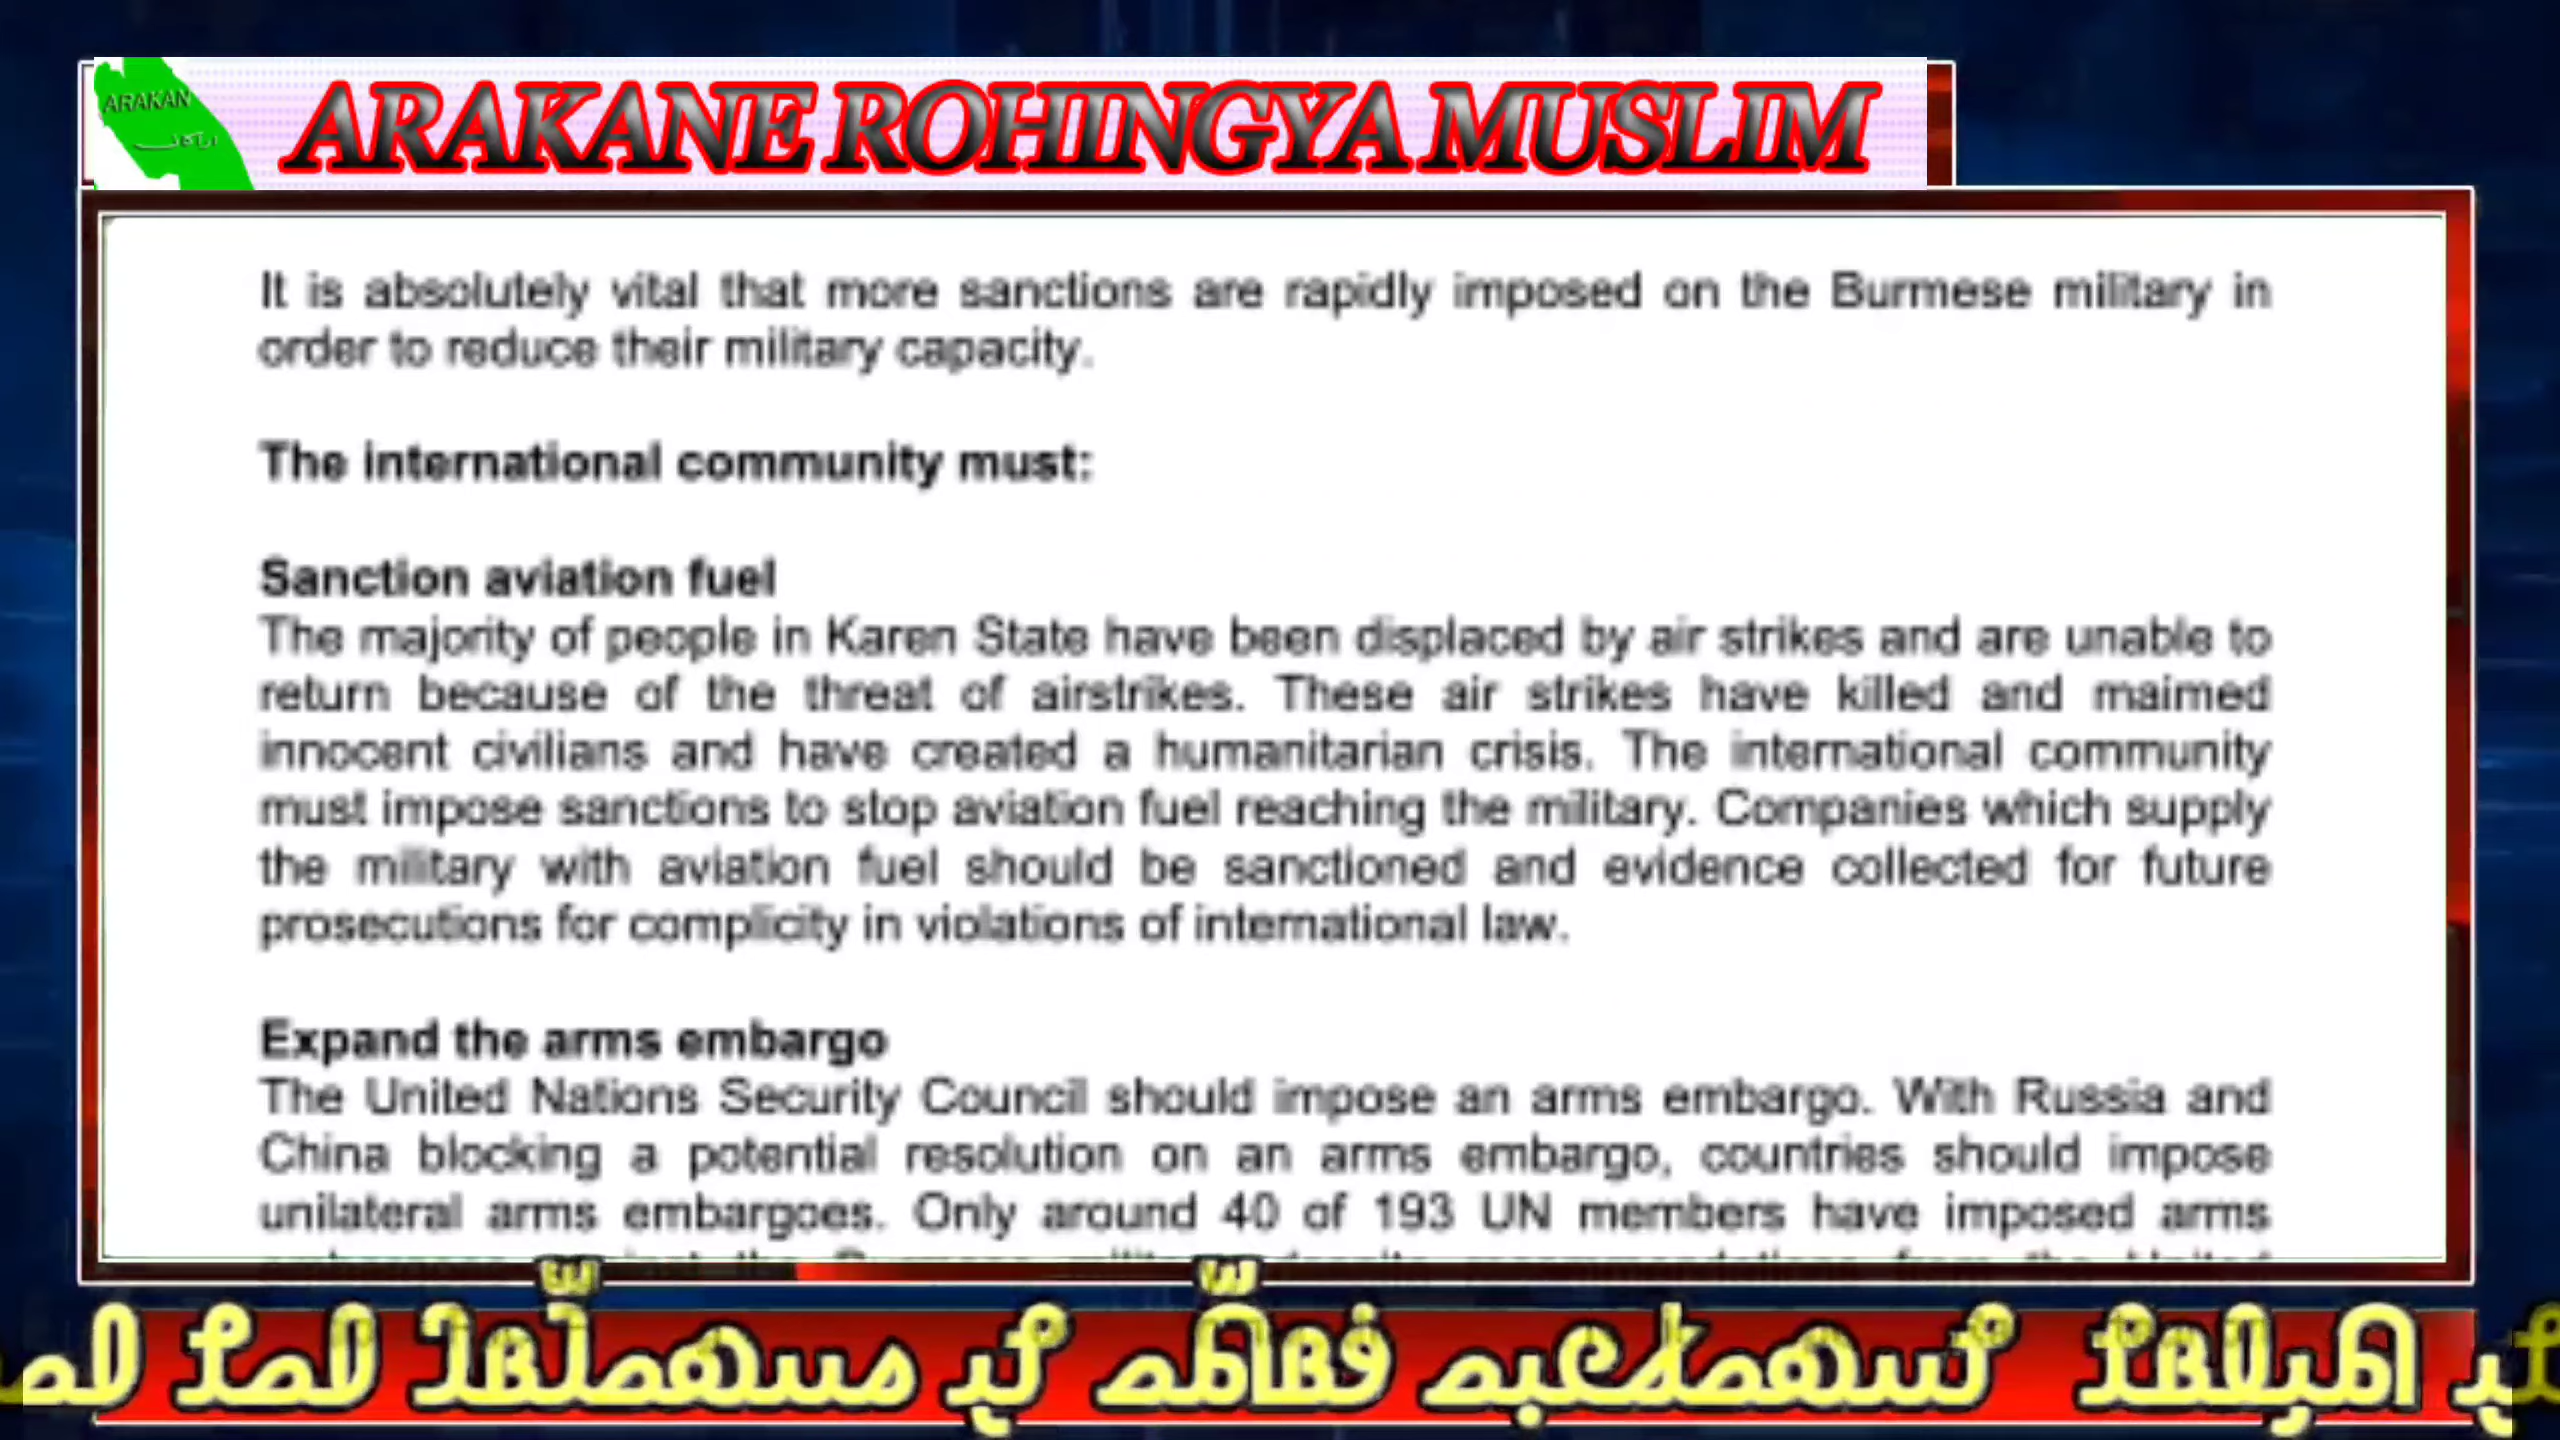 ARAKAN
اراكان
ARAKANE ROHINGYA MUSLIM
It is absolutely vital that more sanctions are rapidly imposed on the Burmese military in
order to reduce their military capacity.
The international community must:
Sanction aviation fuel
The majority of people in Karen State have been displaced by air strikes and are unable to
return because of the threat of airstrikes. These air strikes have killed and maimed
innocent civilians and have created a humanitarian crisis. The international community
must impose sanctions to stop aviation fuel reaching the military. Companies which supply
the military with aviation fuel should be sanctioned and evidence collected for future
prosecutions for complicity in violations of international law.
Expand the arms embargo
The United Nations Security Council should impose an arms embargo. With Russia and
China blocking a potential resolution on an arms embargo, countries should impose
unilateral arms embargoes. Only around 40 of 193 UN members have imposed arms